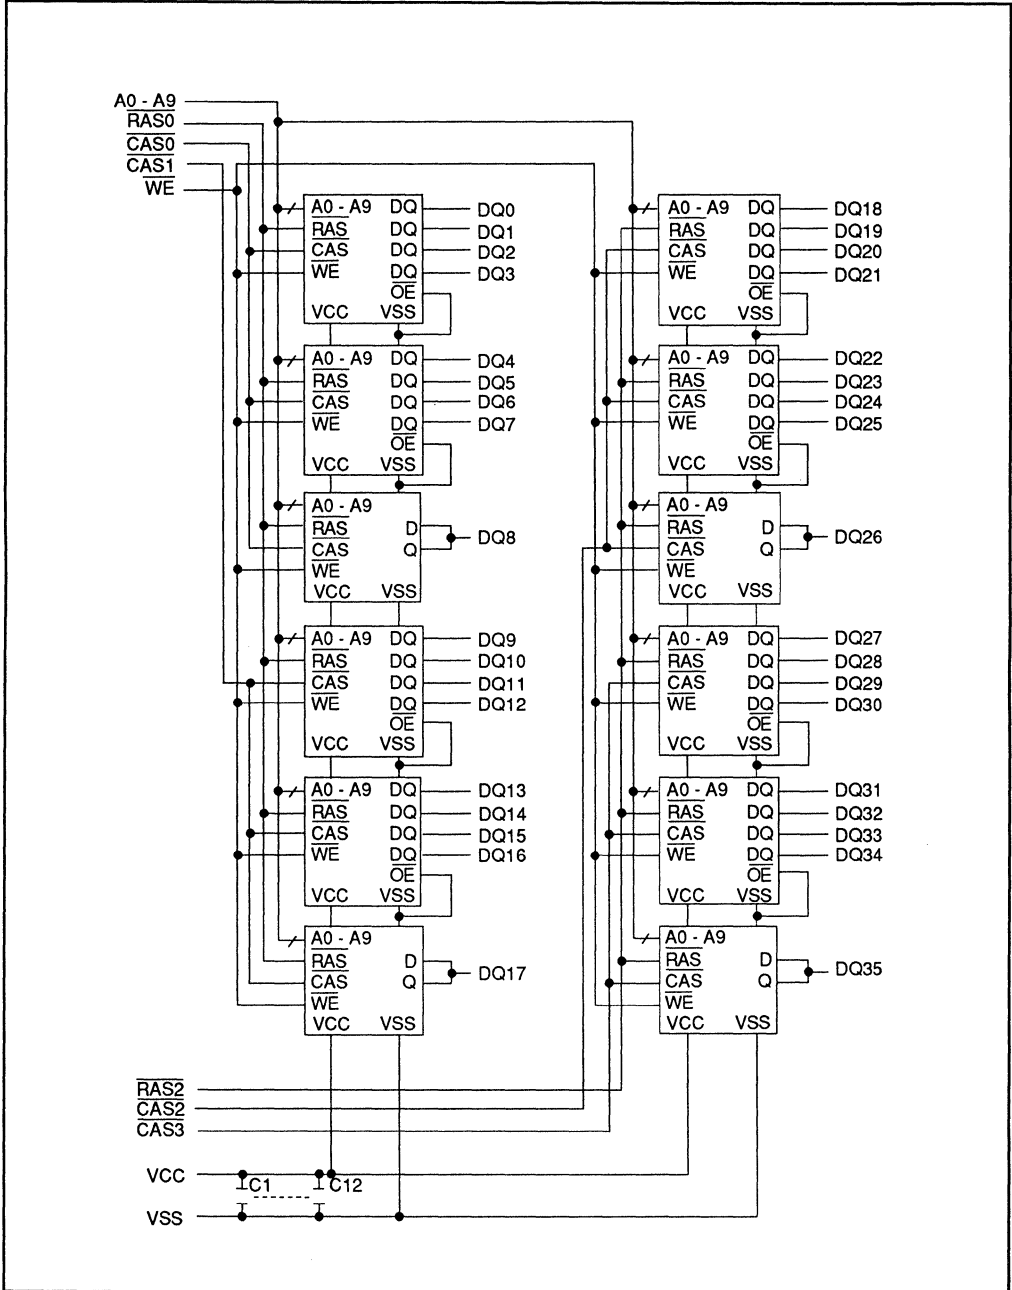 A0 - A9
RAS0
CAS0
CAS1
WE
A0 - A9 DQ DQ0
RAS DQ DQ1
CAS DQ DQ2
WE DQ DQ3
OE
VCC VSS
A0 - A9 DQ DQ4
RAS DQ DQ5
CAS DQ DQ6
WE DQ DQ7
OE
VCC VSS
A0 - A9
RAS D
CAS Q DQ8
WE
VCC VSS
A0 - A9 DQ DQ9
RAS DQ DQ10
CAS DQ DQ11
WE DQ DQ12
OE
VCC VSS
A0 - A9 DQ DQ13
RAS DQ DQ14
CAS DQ DQ15
WE DQ DQ16
OE
VCC VSS
A0 - A9
RAS D
CAS Q DQ17
WE
VCC VSS
A0 - A9 DQ DQ18
RAS DQ DQ19
CAS DQ DQ20
WE DQ DQ21
OE
VCC VSS
A0 - A9 DQ DQ22
RAS DQ DQ23
CAS DQ DQ24
WE DQ DQ25
OE
VCC VSS
A0 - A9
RAS D
CAS Q DQ26
WE
VCC VSS
A0 - A9 DQ DQ27
RAS DQ DQ28
CAS DQ DQ29
WE DQ DQ30
OE
VCC VSS
A0 - A9 DQ DQ31
RAS DQ DQ32
CAS DQ DQ33
WE DQ DQ34
OE
VCC VSS
A0 - A9
RAS D
CAS Q DQ35
WE
VCC VSS
RAS2
CAS2
CAS3
VCC
C1 C12
VSS